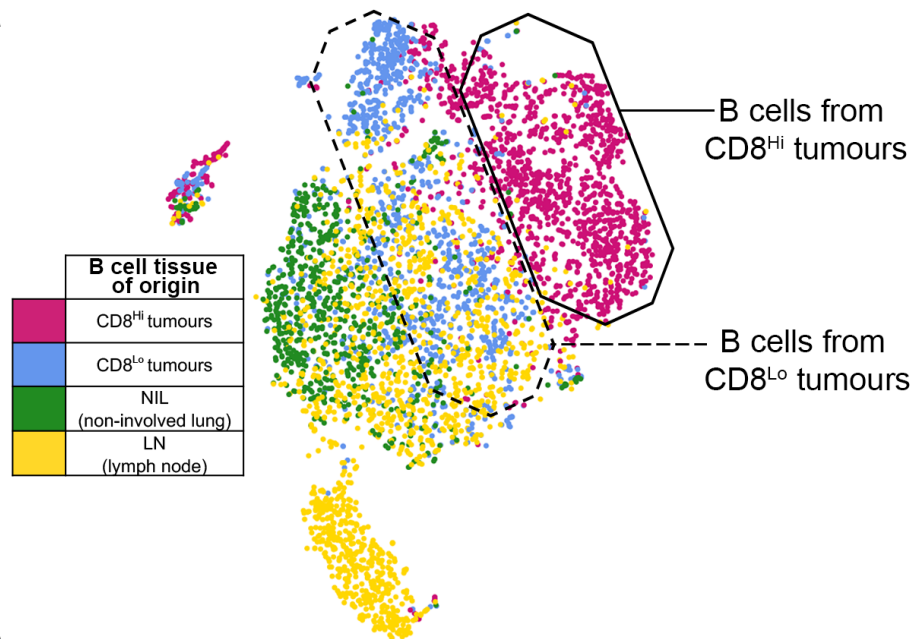 B cells from
CD8Hi tumours
B cell tissue
of origin
CD8Hi tumours
CD8Lo tumours
NIL
(non-involved lung)
LN
(lymph node)
B cells from
CD8Lo tumours